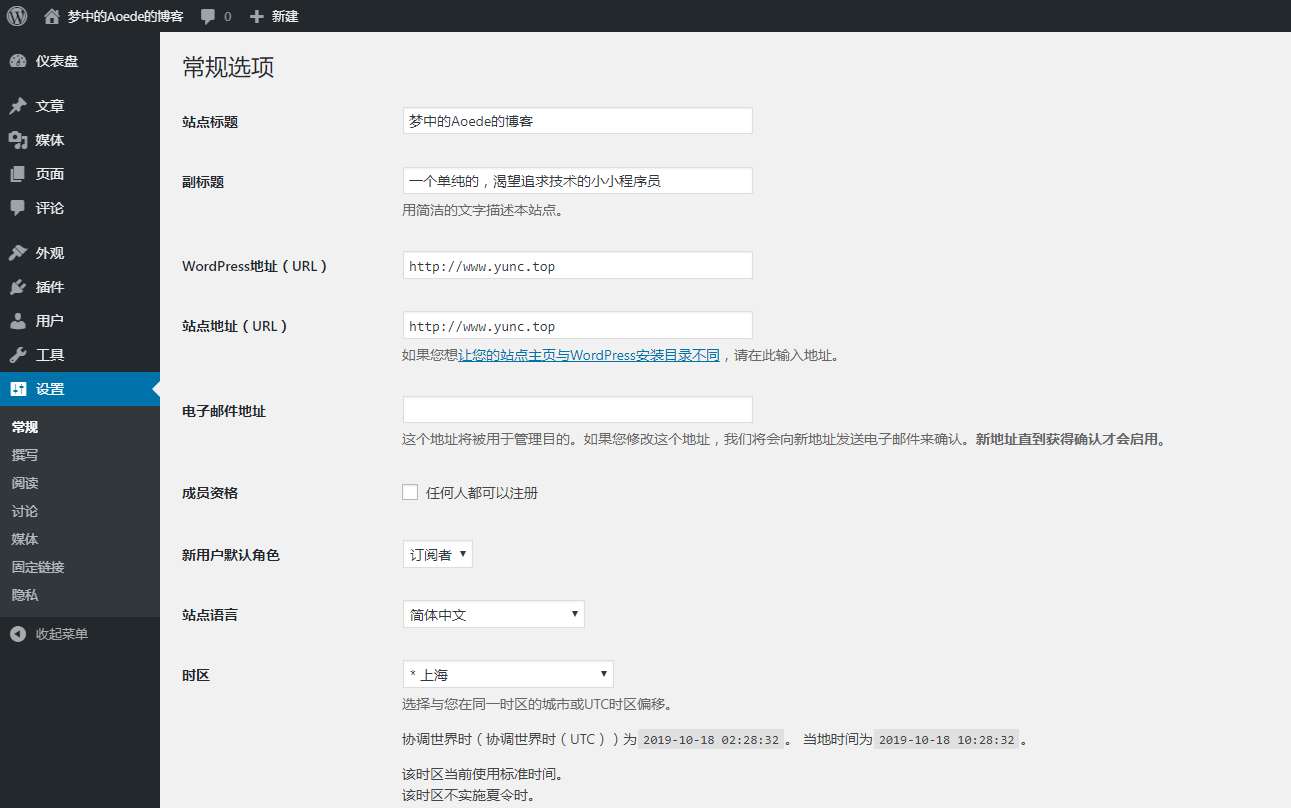 梦中的Aoede的博客 0 新建
仪表盘
文章
媒体
页面
评论
外观
插件
用户
工具
设置
常规
撰写
阅读
讨论
媒体
固定链接
隐私
收起菜单
常规选项
站点标题 梦中的Aoede的博客
副标题 一个单纯的，渴望追求技术的小小程序员
用简洁的文字描述本站点。
WordPress地址（URL） http://www.yunc.top
站点地址（URL） http://www.yunc.top
如果您想让您的站点主页与WordPress安装目录不同，请在此输入地址。
电子邮件地址
这个地址将被用于管理目的。如果您修改这个地址，我们将会向新地址发送电子邮件来确认。新地址直到获得确认才会启用。
成员资格 任何人都可以注册
新用户默认角色 订阅者
站点语言 简体中文
时区 * 上海
选择与您在同一时区的城市或UTC时区偏移。
协调世界时（协调世界时（UTC））为 2019-10-18 02:28:32 。 当地时间为 2019-10-18 10:28:32 。
该时区当前使用标准时间。
该时区不实施夏令时。